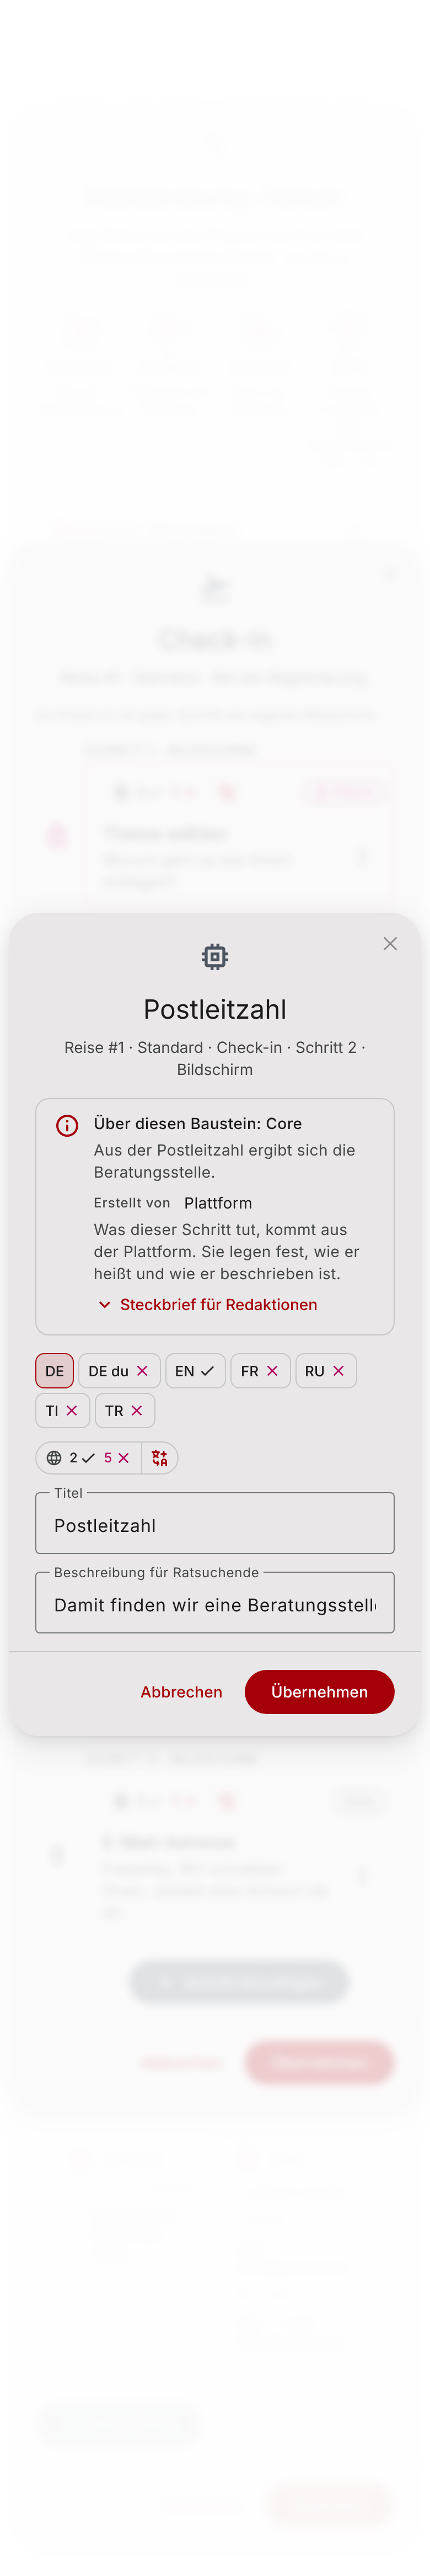 Check-in
Postleitzahl
Reise #1 · Standard · Check-in · Schritt 2 ·
Bildschirm
Über diesen Baustein: Core
Aus der Postleitzahl ergibt sich die
Beratungsstelle.
Erstellt von Plattform
Was dieser Schritt tut, kommt aus
der Plattform. Sie legen fest, wie er
heißt und wie er beschrieben ist.
Steckbrief für Redaktionen
DE DE du EN FR RU
TI TR
2 5
Titel
Postleitzahl
Beschreibung für Ratsuchende
Damit finden wir eine Beratungsstell
Abbrechen Übernehmen